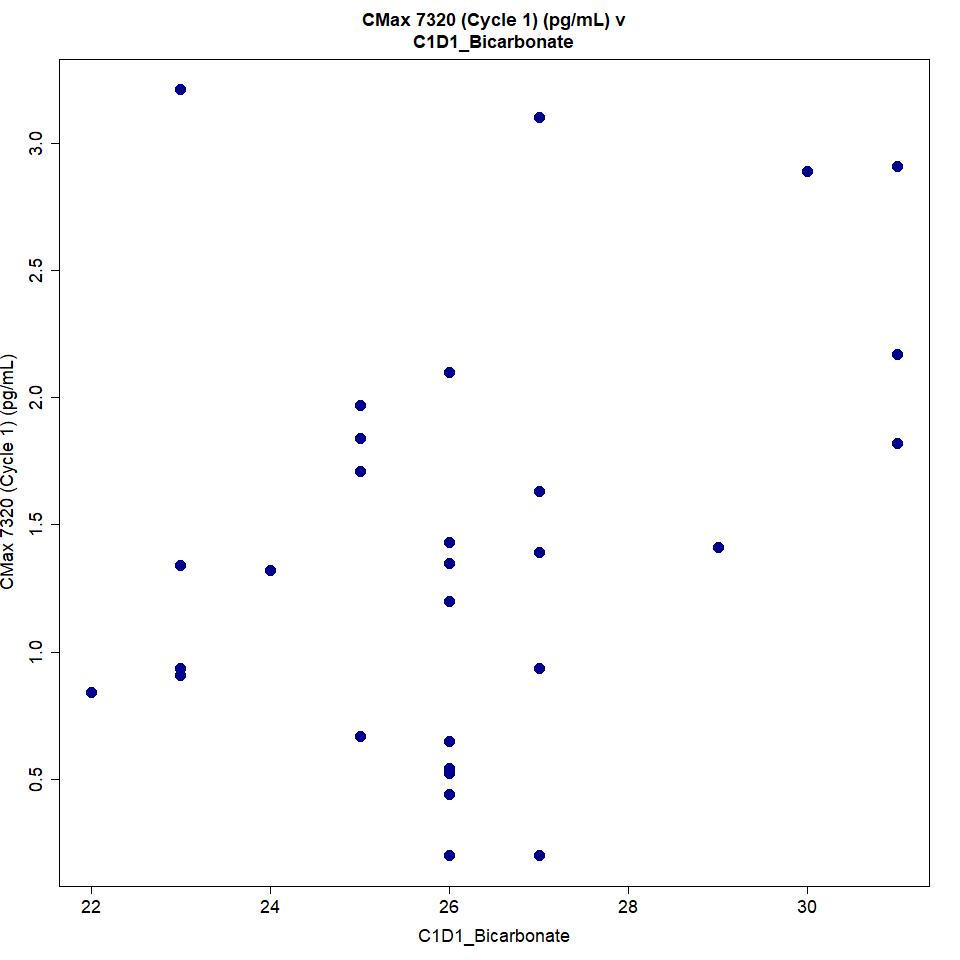 CMax 7320 (Cycle 1) (pg/mL) v
C1D1_Bicarbonate
CMax 7320 (Cycle 1) (pg/mL)
3.0
2.5
2.0
1.5
1.0
0.5
22 24 26 28 30
C1D1_Bicarbonate